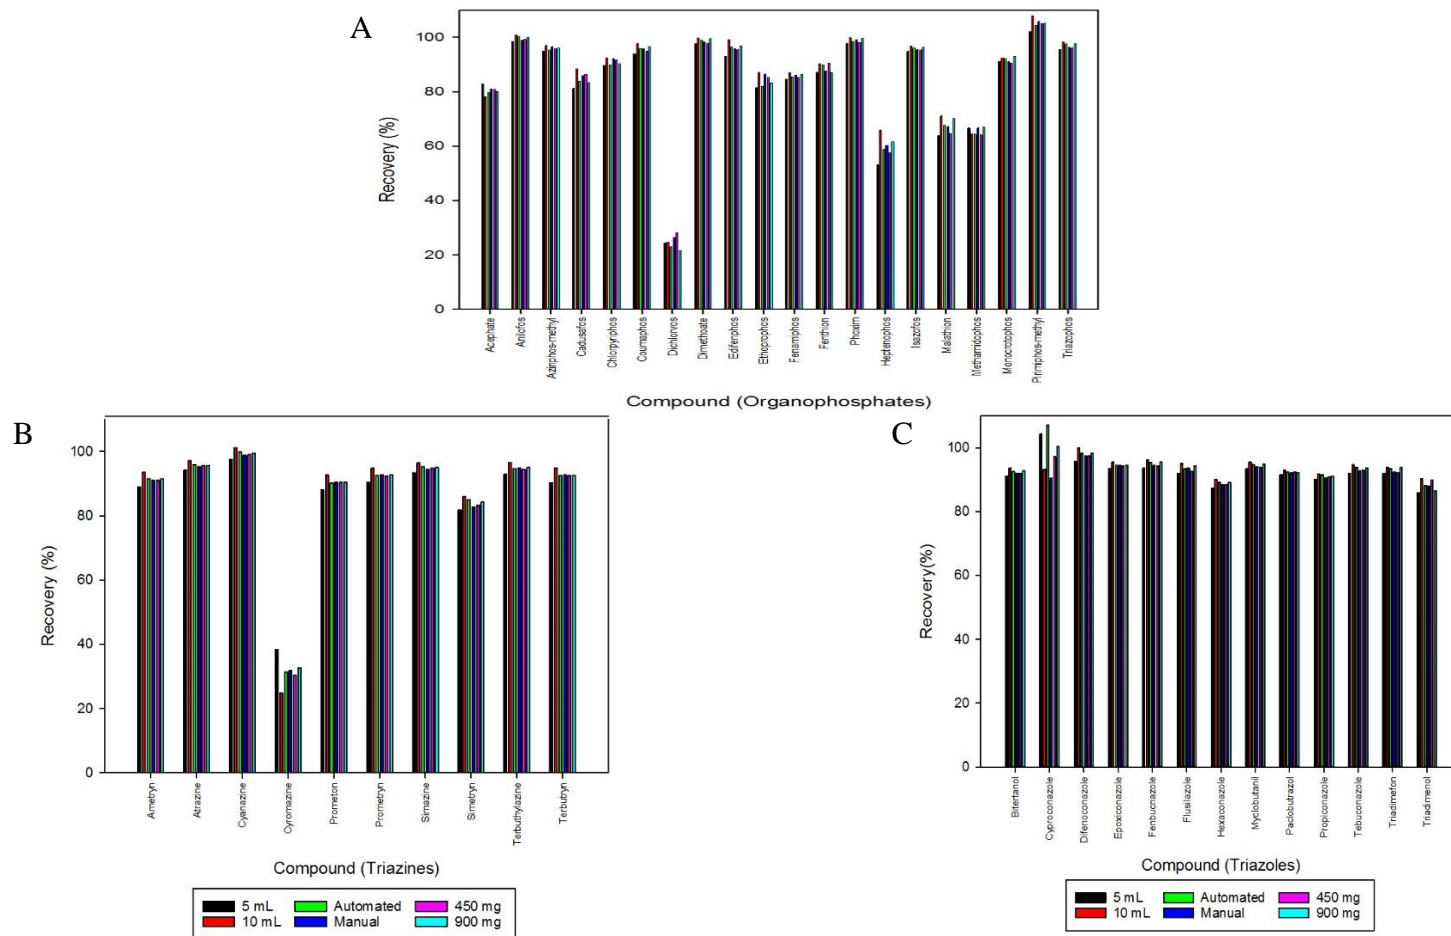 A
100
80
60
40
20
0
Recovery (%)
Acephate
Anilofos
Azinphos-methyl
Cadusafos
Chlorpyriphos
Coumaphos
Dichlorvos
Dimethoate
Edifenphos
Ethoprophos
Fenamiphos
Fenthion
Phoxim
Heptenophos
Isazofos
Malathion
Methamidophos
Monocrotophos
Pirimiphos-methyl
Triazophos
Compound (Organophosphates)
B
100
80
60
40
20
0
Recovery (%)
Ametryn
Atrazine
Cyanazine
Cyromazine
Prometon
Prometryn
Simazine
Simetryn
Terbuthylazine
Terbutryn
Compound (Triazines)
5 mL Automated 450 mg
10 mL Manual 900 mg
C
100
80
60
40
20
0
Recovery(%)
Bitertanol
Cyproconazole
Difenoconazole
Epoxiconazole
Fenbucnazole
Flusilazole
Hexaconazole
Myclobutanil
Paclobutrazol
Propiconazole
Tebuconazole
Triadimefon
Triadimenol
Compound (Triazoles)
5 mL Automated 450 mg
10 mL Manual 900 mg